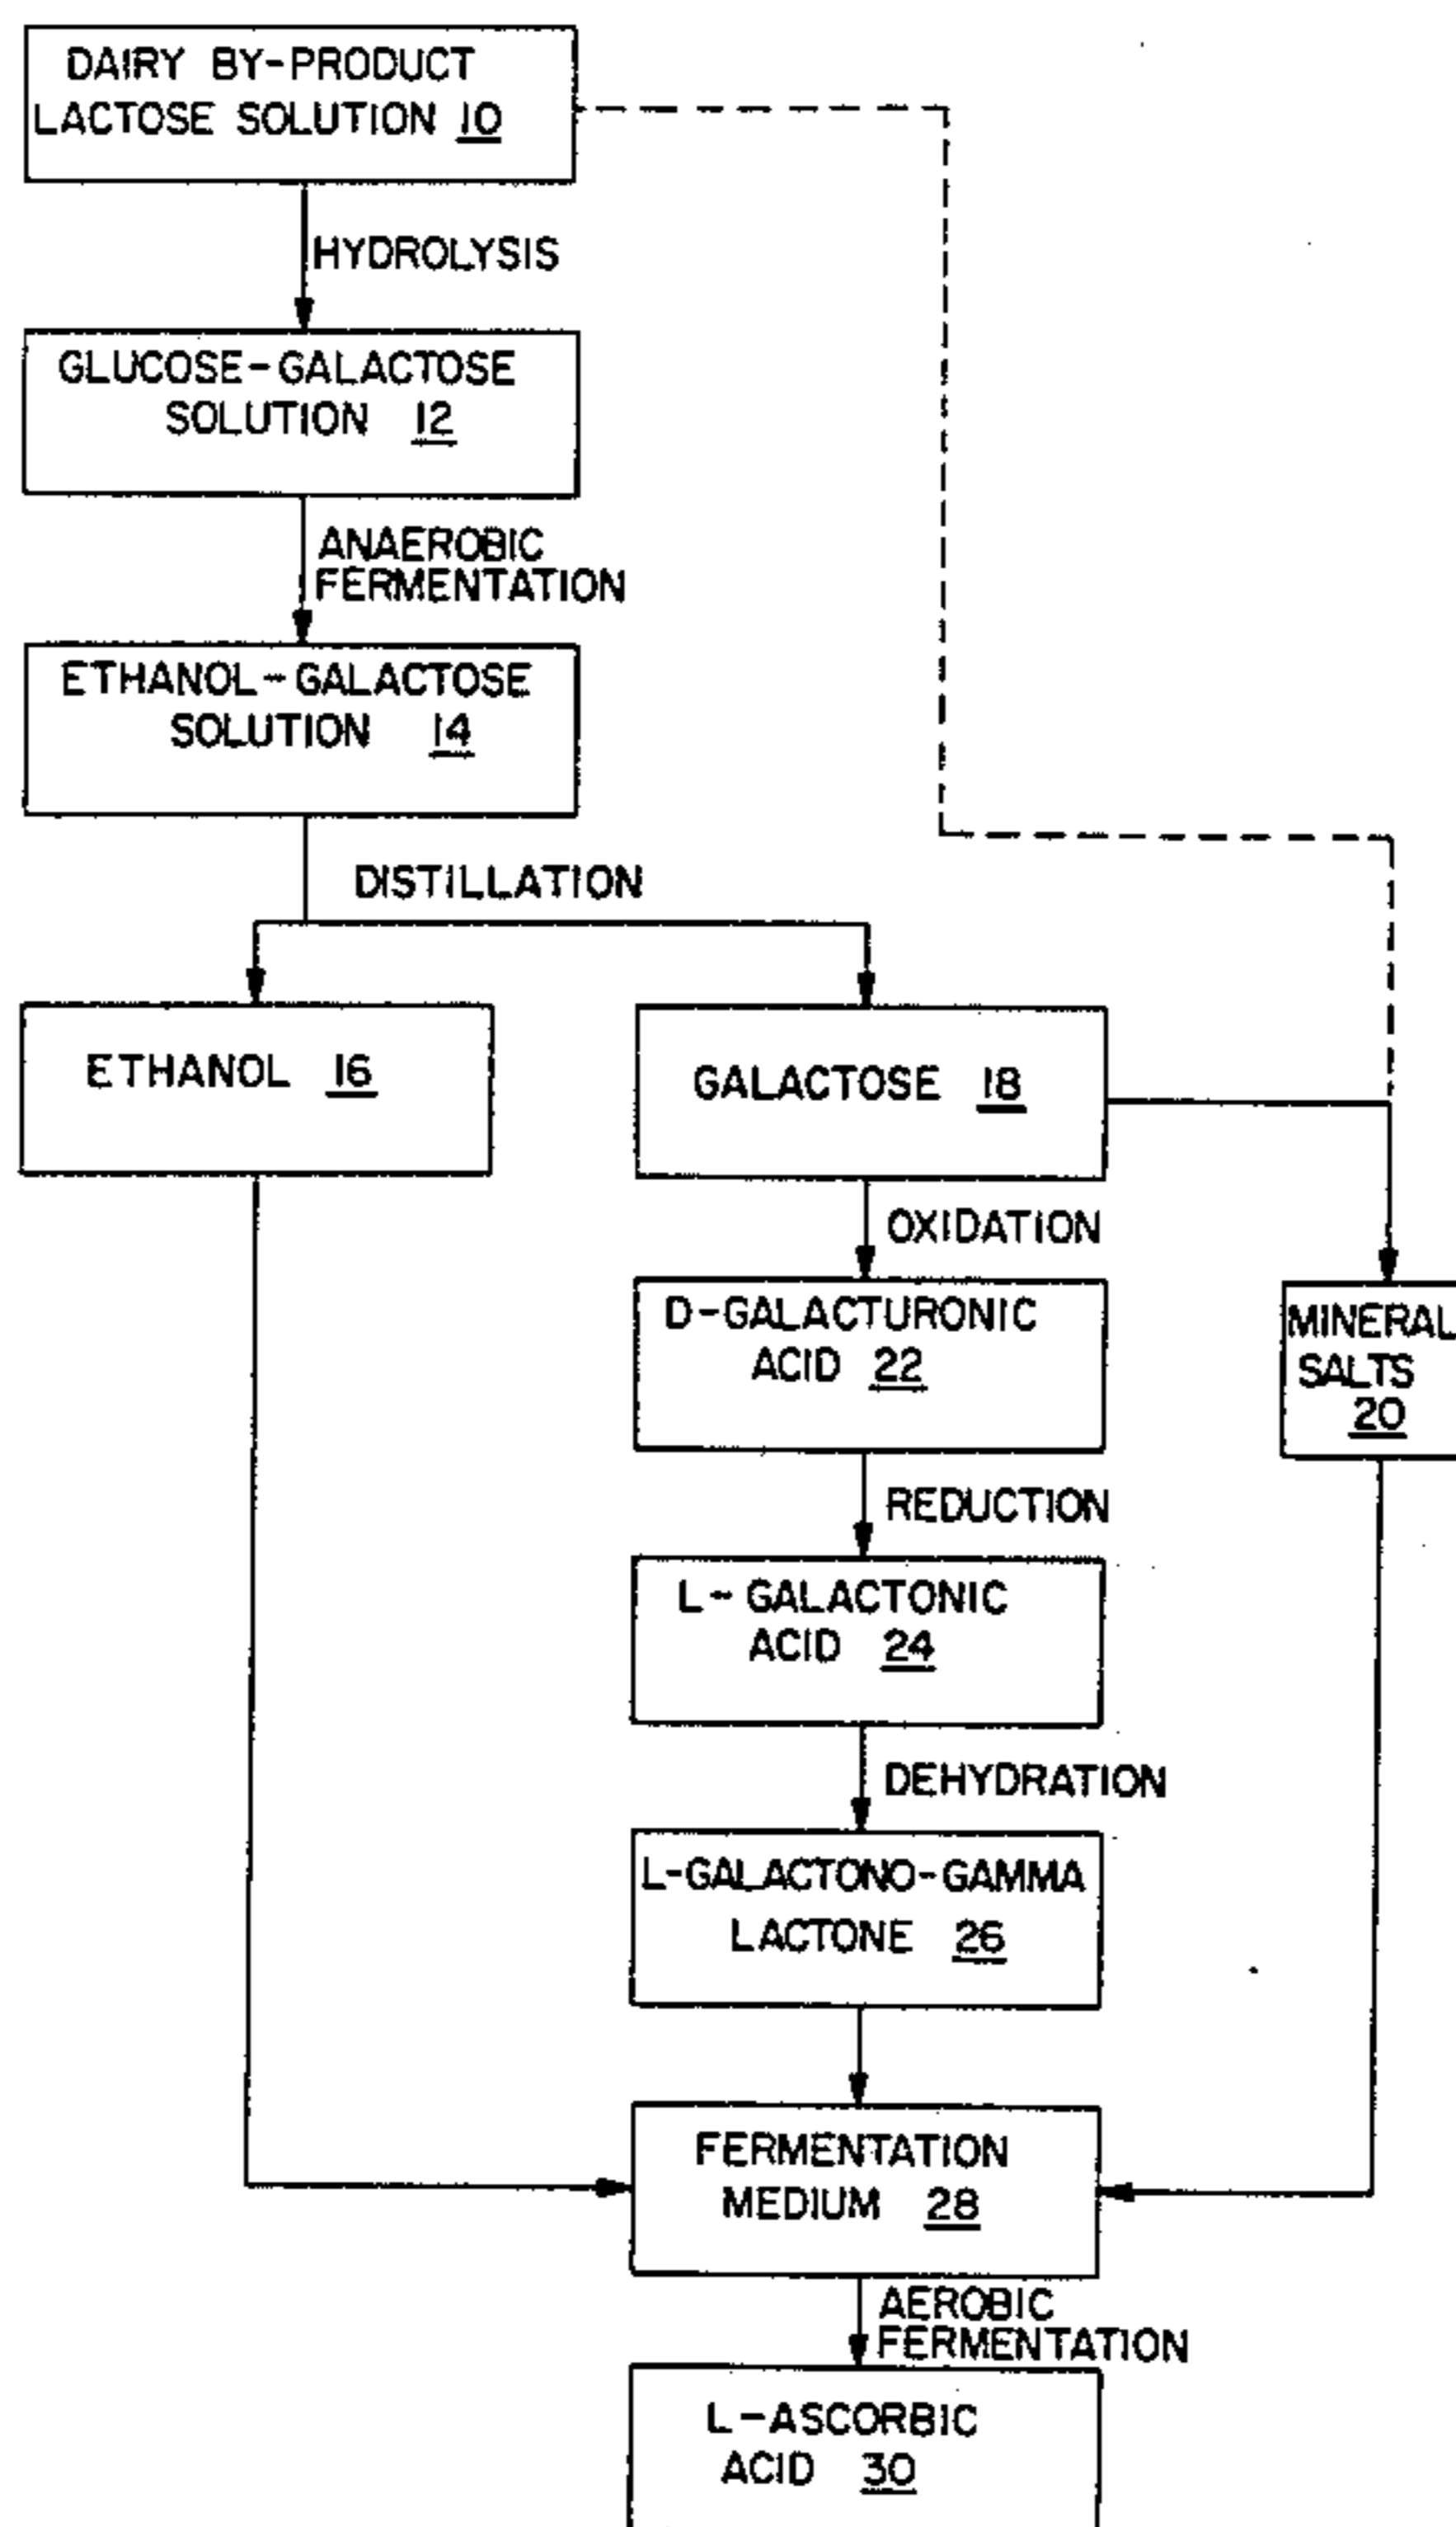 DAIRY BY-PRODUCT
LACTOSE SOLUTION 10
HYDROLYSIS
GLUCOSE-GALACTOSE
SOLUTION 12
ANAEROBIC
FERMENTATION
ETHANOL-GALACTOSE
SOLUTION 14
DISTILLATION
ETHANOL 16
GALACTOSE 18
OXIDATION
D-GALACTURONIC
ACID 22
MINERAL
SALTS
20
REDUCTION
L-GALACTONIC
ACID 24
DEHYDRATION
L-GALACTONO-GAMMA
LACTONE 26
FERMENTATION
MEDIUM 28
AEROBIC
FERMENTATION
L-ASCORBIC
ACID 30